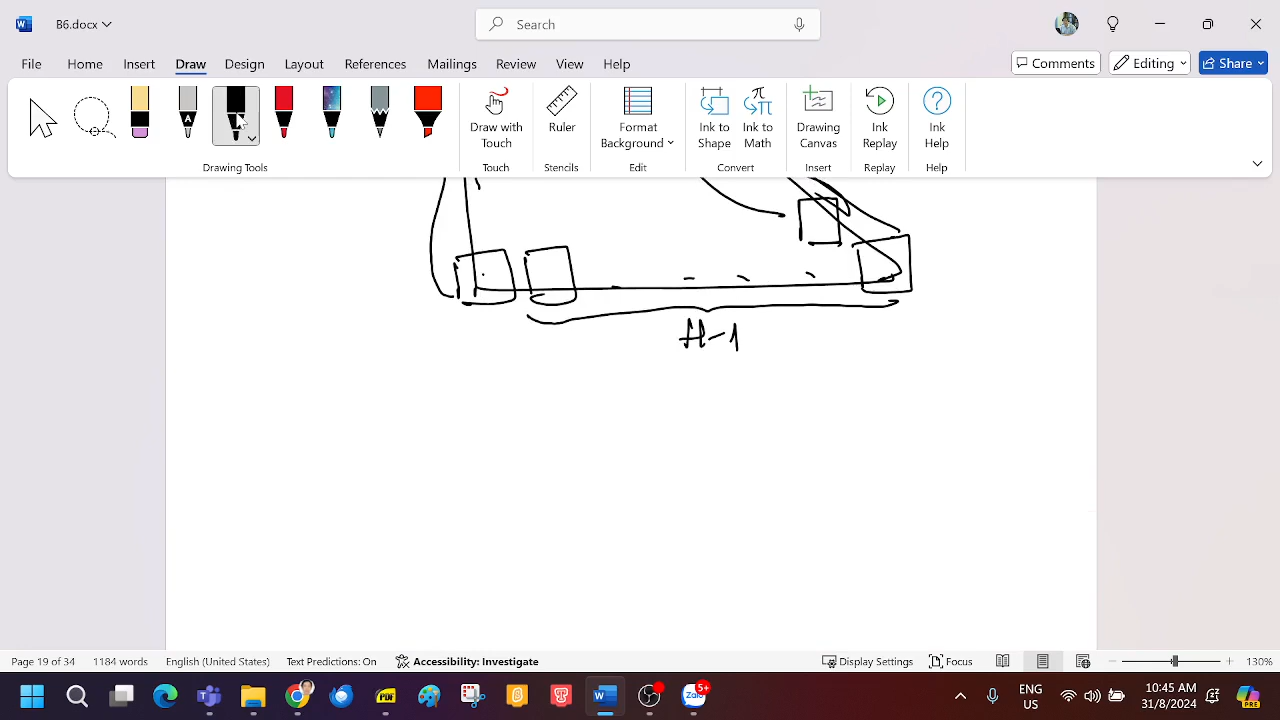 B6.docx
Search
File Home Insert Draw Design Layout References Mailings Review View Help
Comments Editing Share
Draw with Touch
Ruler
Format Background
Ink to Shape
Ink to Math
Drawing Canvas
Ink Replay
Ink Help
Drawing Tools Touch Stencils Edit Convert Insert Replay Help
Page 19 of 34 1184 words English (United States) Text Predictions: On Accessibility: Investigate Display Settings Focus 130%
PDF
5+
ENG
US
10:45 AM
31/8/2024
PRE